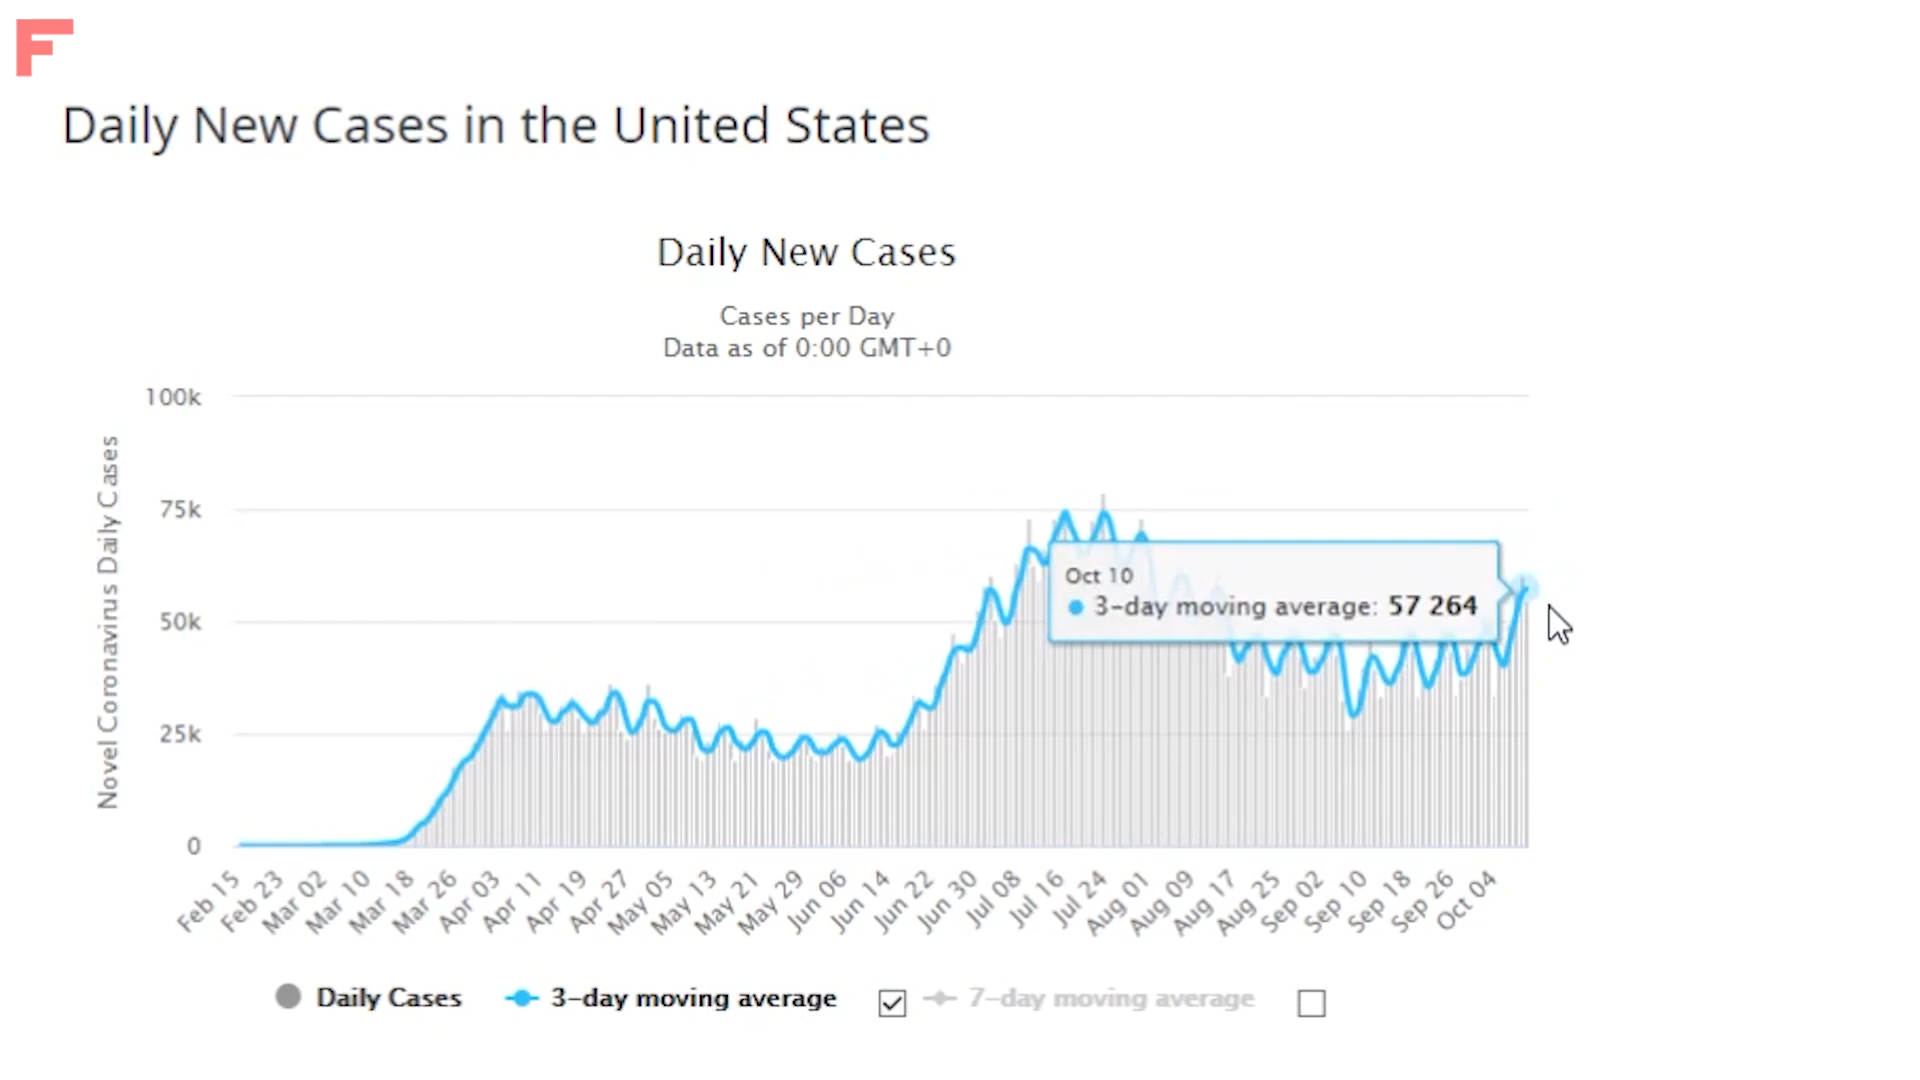 F
Daily New Cases in the United States
Daily New Cases
Cases per Day
Data as of 0:00 GMT+0
Novel Coronavirus Daily Cases
100k
75k
50k
25k
0
Oct 10
3-day moving average: 57 264
Feb 15
Feb 23
Mar 02
Mar 10
Mar 18
Mar 26
Apr 03
Apr 11
Apr 19
Apr 27
May 05
May 13
May 21
May 29
Jun 06
Jun 14
Jun 22
Jun 30
Jul 08
Jul 16
Jul 24
Aug 01
Aug 09
Aug 17
Aug 25
Sep 02
Sep 10
Sep 18
Sep 26
Oct 04
Daily Cases 3-day moving average 7-day moving average